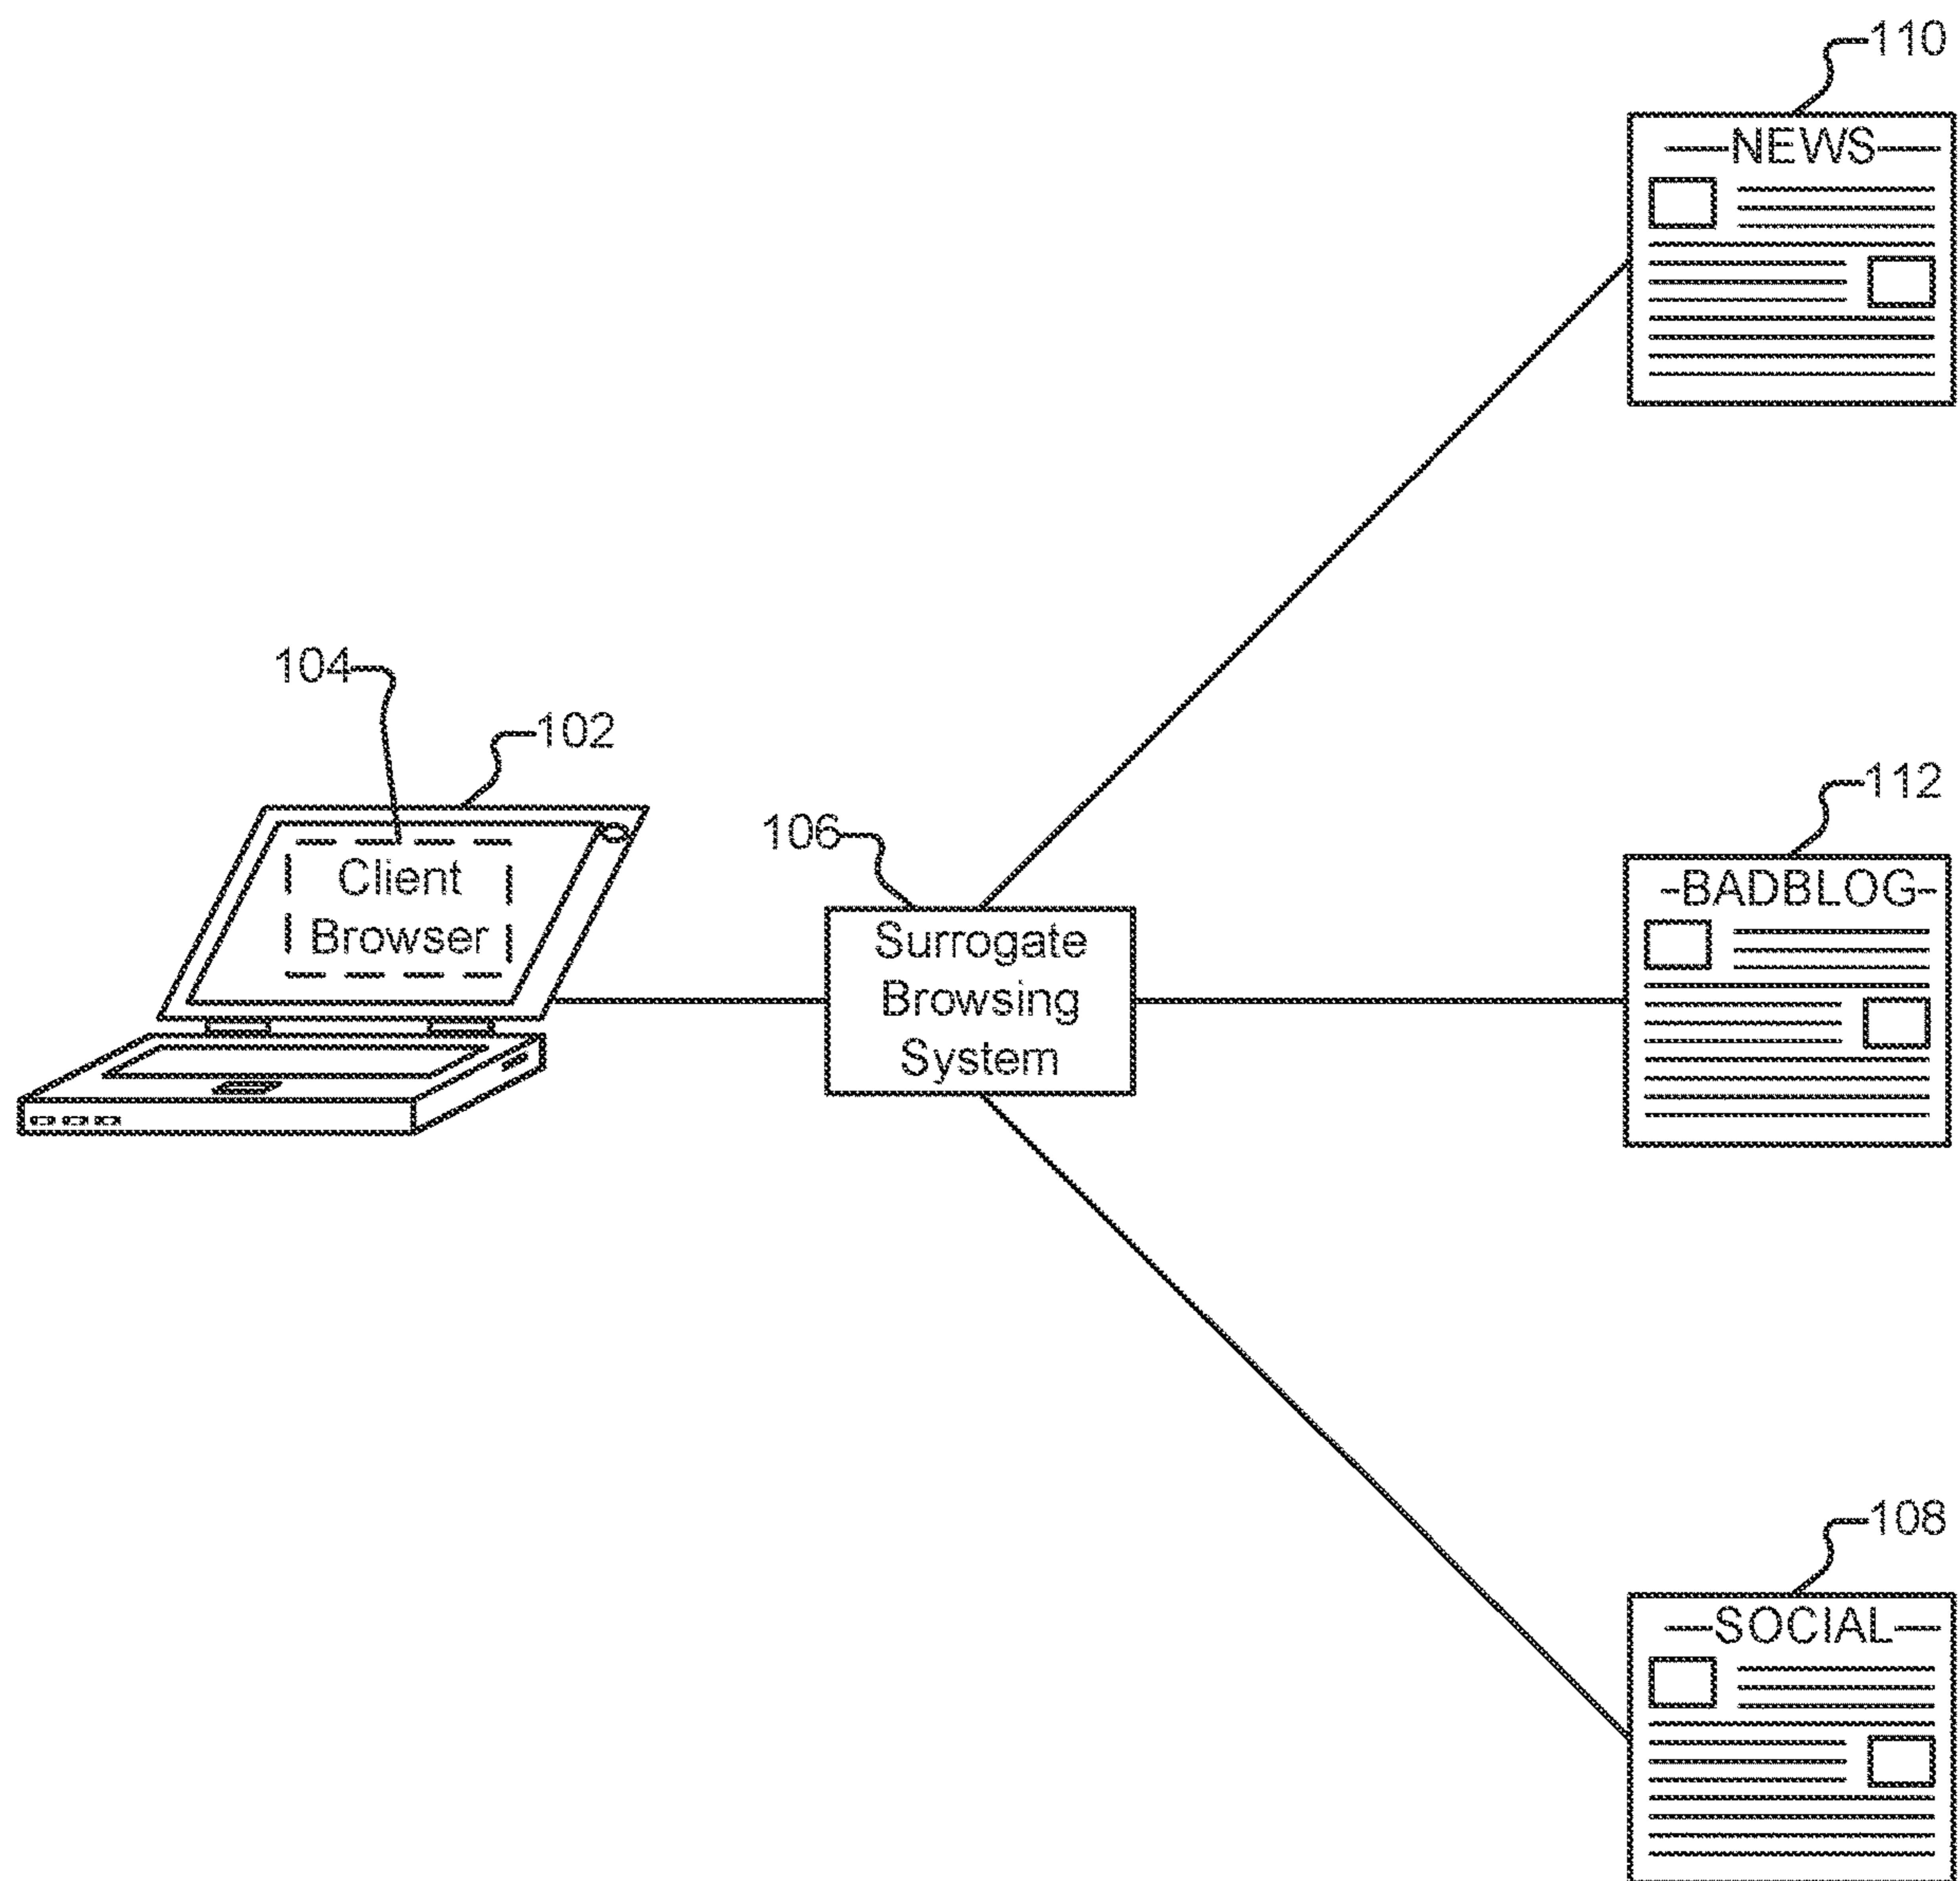 110
NEWS
104
102
Client
Browser
106
Surrogate
Browsing
System
112
-BADBLOG-
108
SOCIAL